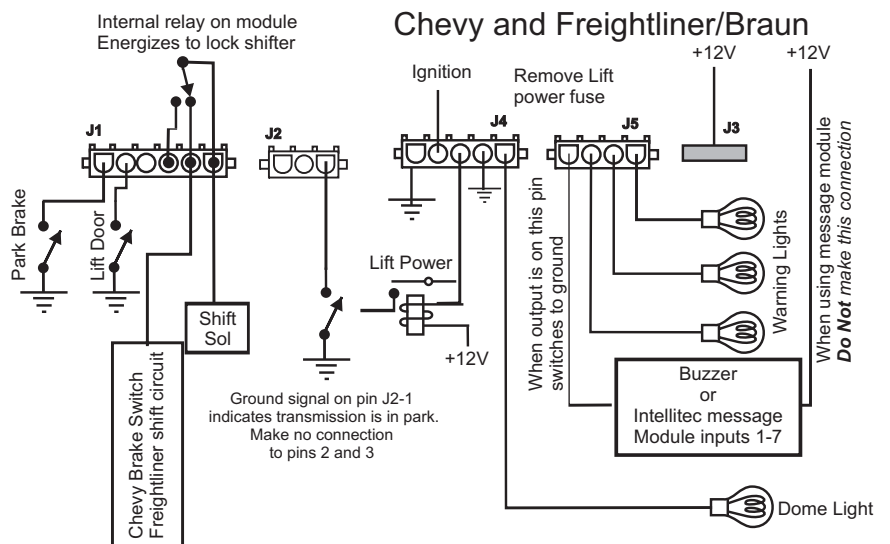 Chevy and Freightliner/Braun
Internal relay on module
Energizes to lock shifter
Ignition
Remove Lift
power fuse
+12V
+12V
J1
J2
J4
J5
J3
Park Brake
Lift Door
Lift Power
+12V
Shift
Sol
Chevy Brake Switch
Freightliner shift circuit
Ground signal on pin J2-1
indicates transmission is in park.
Make no connection
to pins 2 and 3
When output is on this pin
switches to ground
Warning Lights
When using message module
Do Not make this connection
Buzzer
or
Intellitec message
Module inputs 1-7
Dome Light